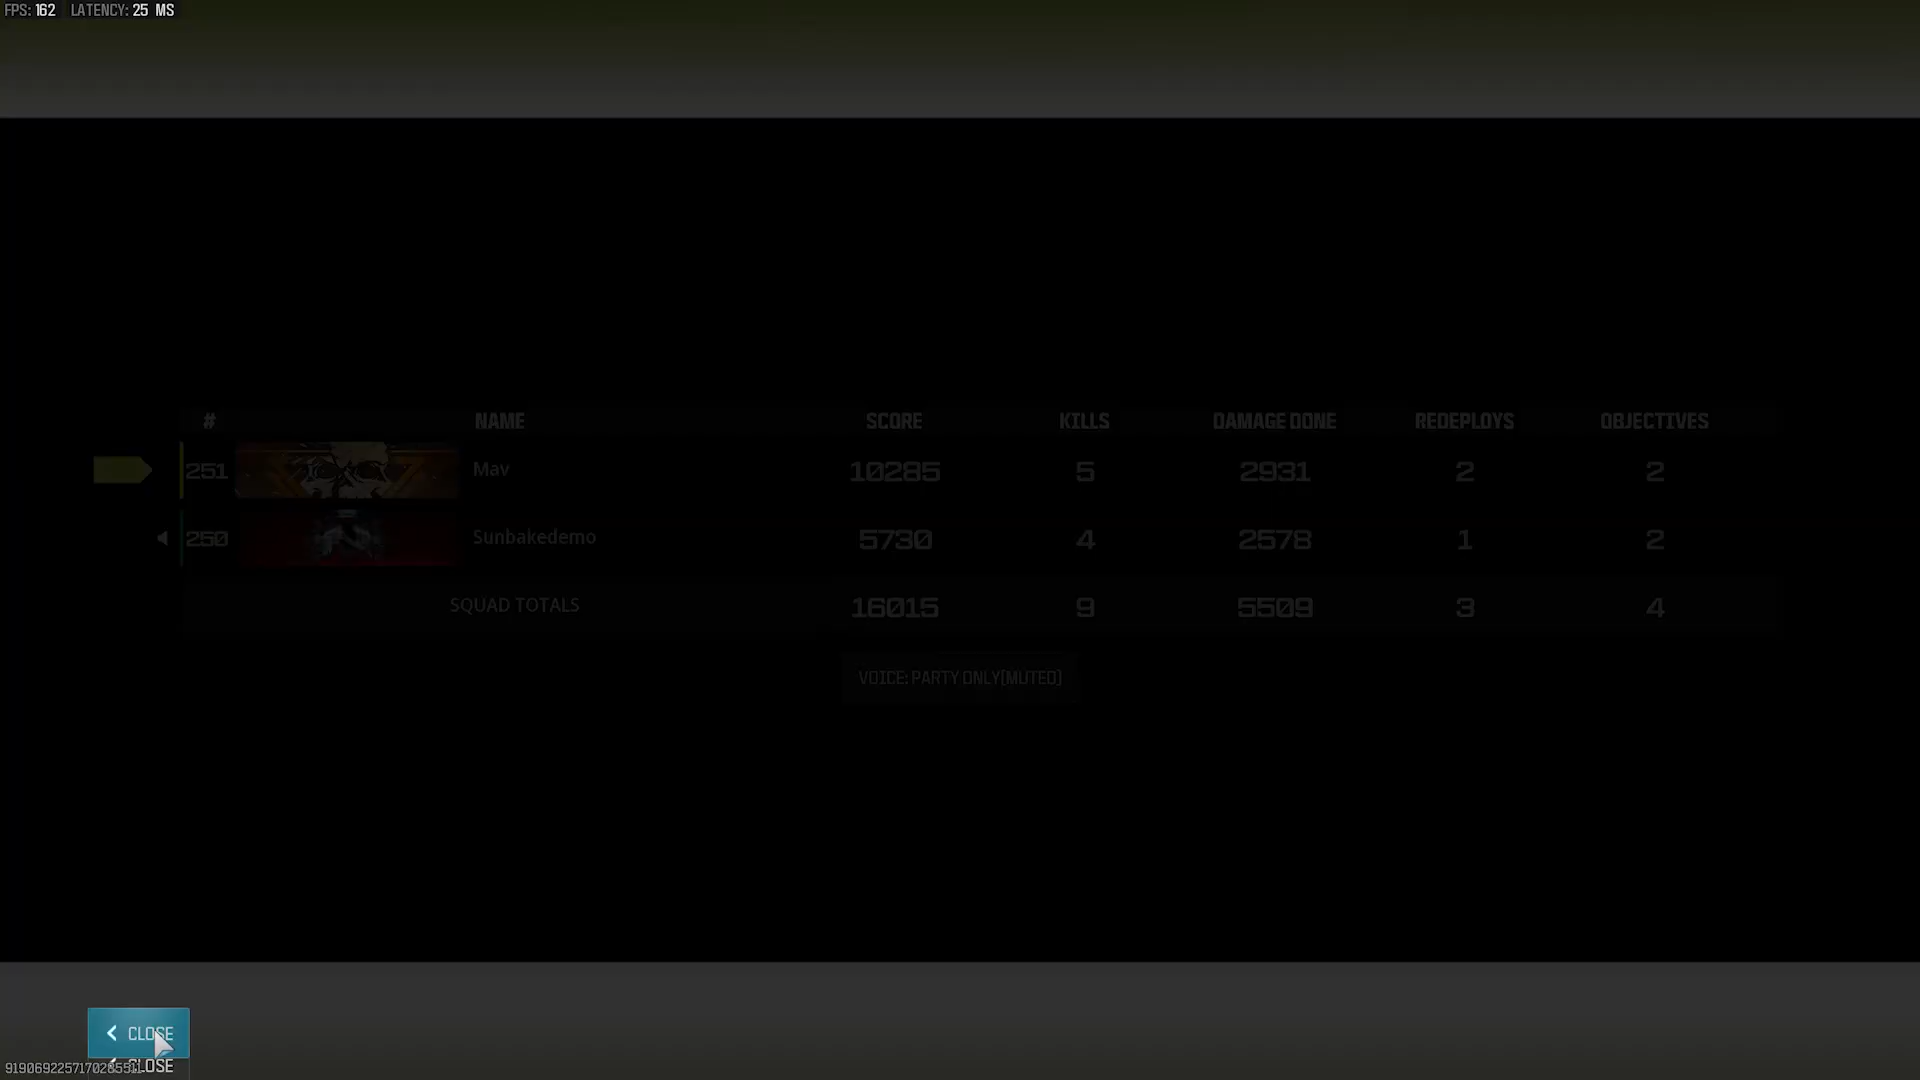 FPS: 162 LATENCY: 25 MS
# NAME SCORE KILLS DAMAGE DONE REDEPLOYS OBJECTIVES
251 Mav 10285 5 2931 2 2
250 Sunbakedemo 5730 4 2578 1 2
SQUAD TOTALS 16015 9 5509 3 4
VOICE: PARTY ONLY[MUTED]
CLOSE
CLOSE